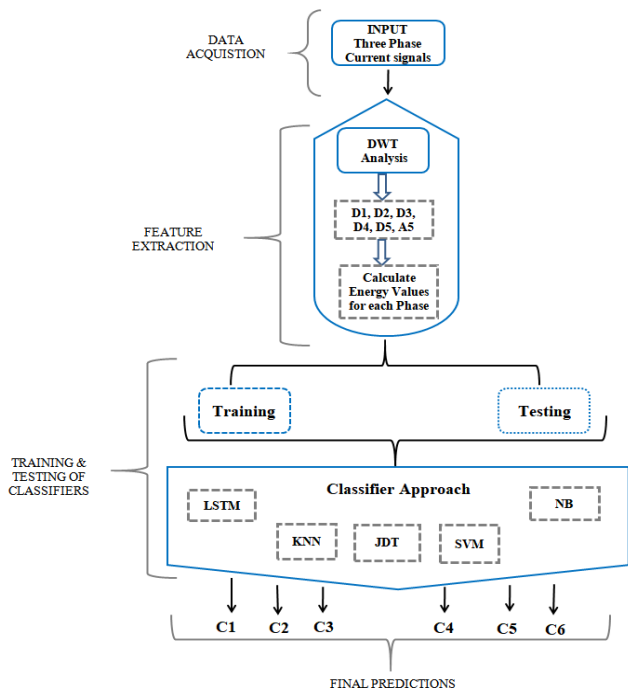 DATA
ACQUISTION
INPUT
Three Phase
Current signals
FEATURE
EXTRACTION
DWT
Analysis
D1, D2, D3,
D4, D5, A5
Calculate
Energy Values
for each Phase
TRAINING &
TESTING OF
CLASSIFIERS
Training
Testing
Classifier Approach
LSTM
KNN
JDT
SVM
NB
C1
C2
C3
C4
C5
C6
FINAL PREDICTIONS